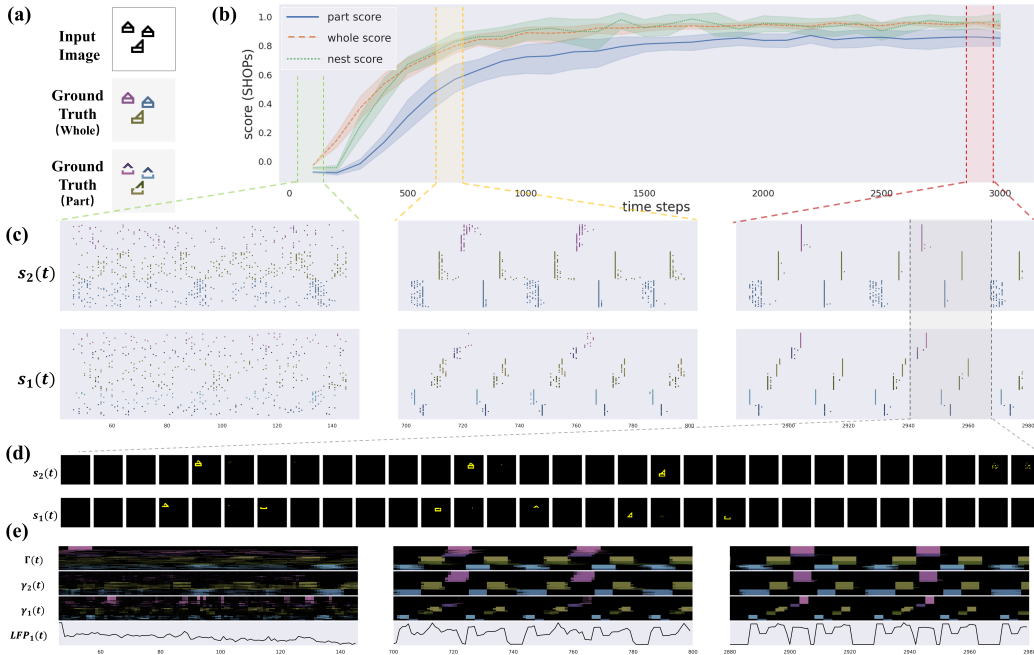 (a)
Input
Image
Ground
Truth
(Whole)
Ground
Truth
(Part)
(b)
part score
whole score
nest score
score (SHOPs)
1.0
0.8
0.6
0.4
0.2
0.0
0 500 1000 1500 2000 2500 3000
time steps
(c)
s₂(t)
s₁(t)
60 80 100 120 140
700 720 740 760 780 800
2900 2920 2940 2960 2980
(d)
s₂(t)
s₁(t)
(e)
Γ(t)
γ₂(t)
γ₁(t)
LFP₁(t)
60 80 100 120 140
700 720 740 760 780 800
2880 2900 2920 2940 2960 2980